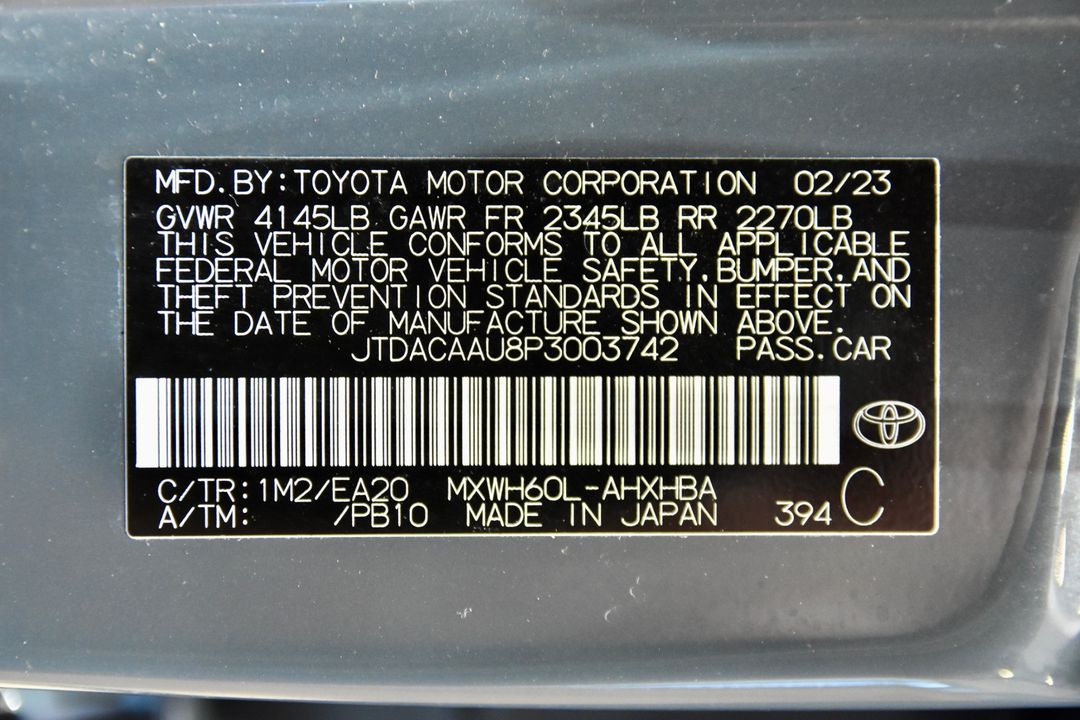 MFD.BY:TOYOTA MOTOR CORPORATION 02/23
GVWR 4145LB GAWR FR 2345LB RR 2270LB
THIS VEHICLE CONFORMS TO ALL APPLICABLE
FEDERAL MOTOR VEHICLE SAFETY,BUMPER,AND
THEFT PREVENTION STANDARDS IN EFFECT ON
THE DATE OF MANUFACTURE SHOWN ABOVE.
JTDACAAU8P3003742 PASS.CAR
C/TR:1M2/EA20 MXWH60L-AHXHBA
A/TM: /PB10 MADE IN JAPAN 394 C